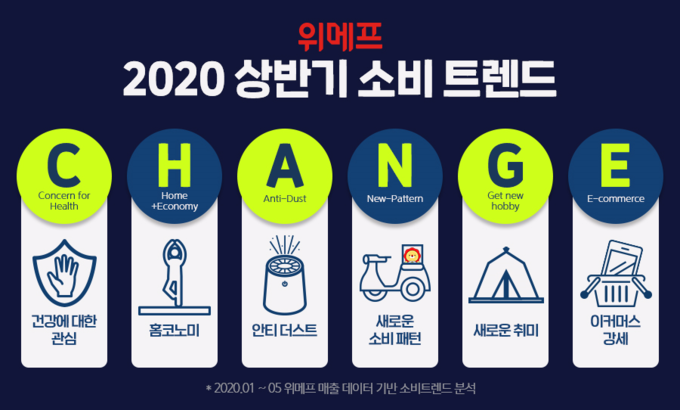 위메프
2020 상반기 소비 트렌드
C
Concern for
Health
H
Home
+Economy
A
Anti-Dust
N
New-Pattern
G
Get new
hobby
E
E-commerce
건강에 대한
관심
홈코노미
안티 더스트
새로운
소비 패턴
새로운 취미
이커머스
강세
* 2020.01 ~ 05 위메프 매출 데이터 기반 소비트렌드 분석